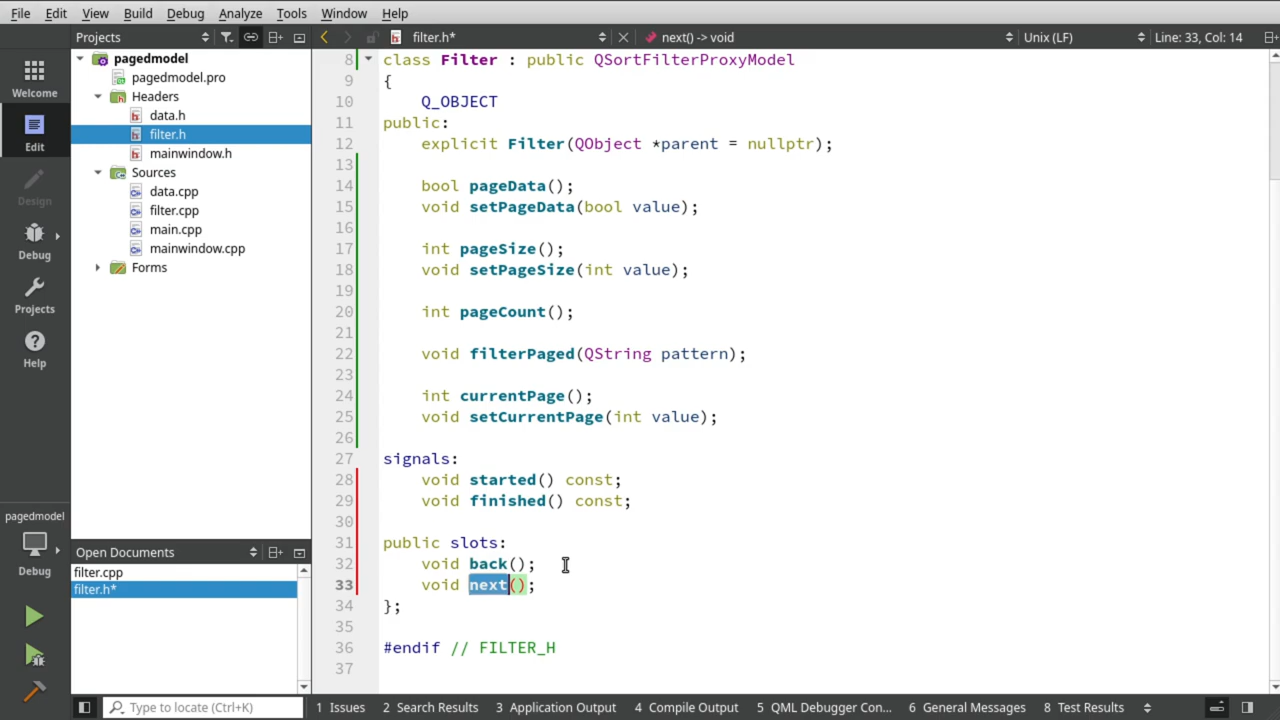 File Edit View Build Debug Analyze Tools Window Help
Projects filter.h* next() -> void Unix (LF) Line: 33, Col: 14
pagedmodel
pagedmodel.pro
Headers
data.h
filter.h
mainwindow.h
Sources
data.cpp
filter.cpp
main.cpp
mainwindow.cpp
Forms
Welcome
Edit
Design
Debug
Projects
Help
pagedmodel
Debug
Open Documents
filter.cpp
filter.h*
8 class Filter : public QSortFilterProxyModel
9 {
10 Q_OBJECT
11 public:
12 explicit Filter(QObject *parent = nullptr);
13
14 bool pageData();
15 void setPageData(bool value);
16
17 int pageSize();
18 void setPageSize(int value);
19
20 int pageCount();
21
22 void filterPaged(QString pattern);
23
24 int currentPage();
25 void setCurrentPage(int value);
26
27 signals:
28 void started() const;
29 void finished() const;
30
31 public slots:
32 void back();
33 void next();
34 };
35
36 #endif // FILTER_H
37
Type to locate (Ctrl+K) 1 Issues 2 Search Results 3 Application Output 4 Compile Output 5 QML Debugger Con... 6 General Messages 8 Test Results